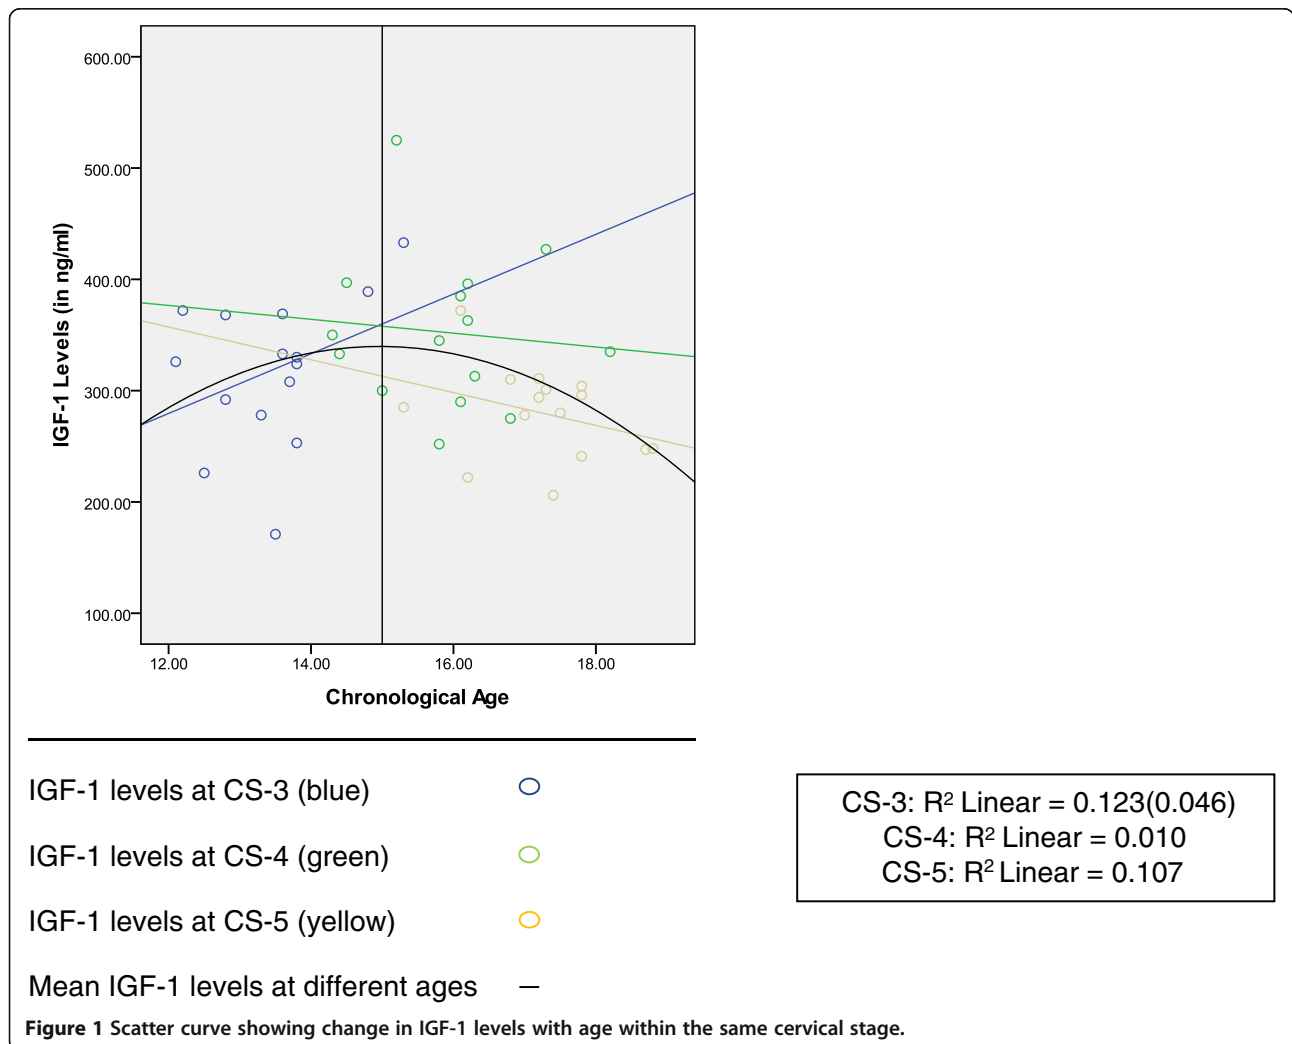 600.00
500.00
400.00
300.00
200.00
100.00
IGF-1 Levels (in ng/ml)
12.00 14.00 16.00 18.00
Chronological Age
IGF-1 levels at CS-3 (blue)
IGF-1 levels at CS-4 (green)
IGF-1 levels at CS-5 (yellow)
Mean IGF-1 levels at different ages
CS-3: R² Linear = 0.123(0.046)
CS-4: R² Linear = 0.010
CS-5: R² Linear = 0.107
Figure 1 Scatter curve showing change in IGF-1 levels with age within the same cervical stage.